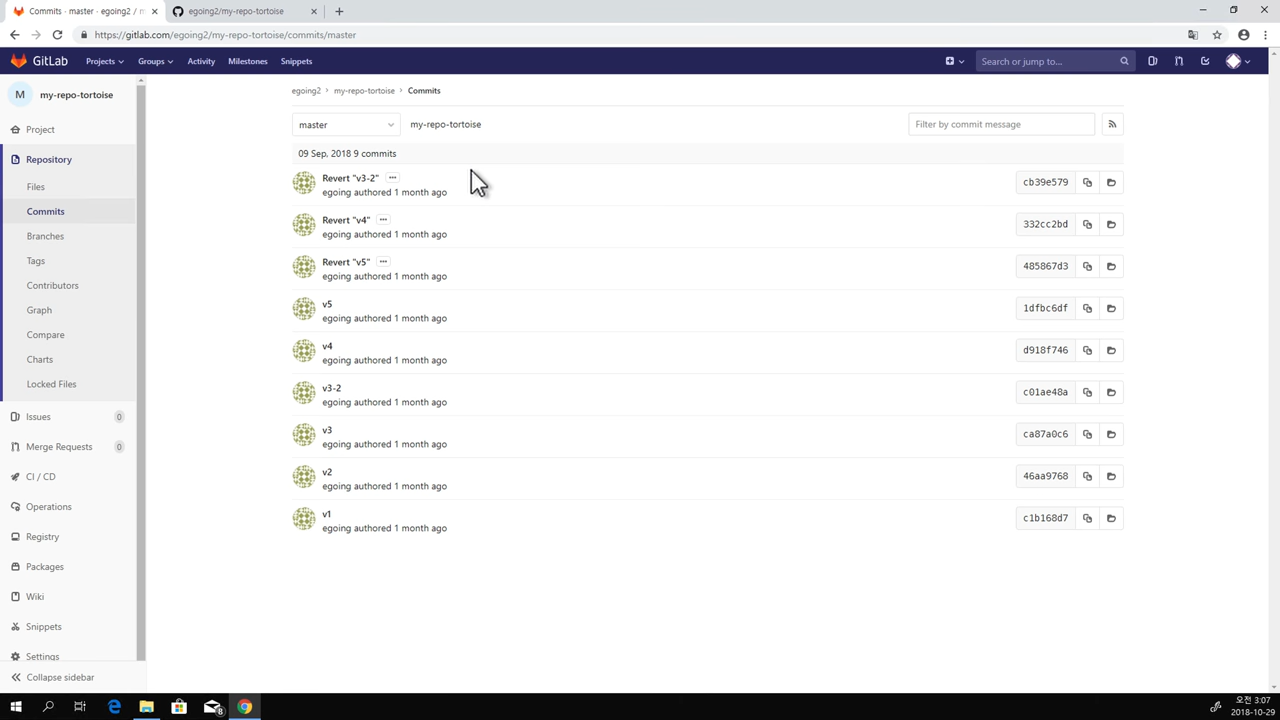 Commits · master · egoing2 / m
egoing2/my-repo-tortoise
https://gitlab.com/egoing2/my-repo-tortoise/commits/master
GitLab
Projects
Groups
Activity
Milestones
Snippets
Search or jump to...
M
my-repo-tortoise
Project
Repository
Files
Commits
Branches
Tags
Contributors
Graph
Compare
Charts
Locked Files
Issues
0
Merge Requests
0
CI / CD
Operations
Registry
Packages
Wiki
Snippets
Settings
Collapse sidebar
egoing2 > my-repo-tortoise > Commits
master
my-repo-tortoise
Filter by commit message
09 Sep, 2018 9 commits
Revert "v3-2"
egoing authored 1 month ago
cb39e579
Revert "v4"
egoing authored 1 month ago
332cc2bd
Revert "v5"
egoing authored 1 month ago
485867d3
v5
egoing authored 1 month ago
1dfbc6df
v4
egoing authored 1 month ago
d918f746
v3-2
egoing authored 1 month ago
c01ae48a
v3
egoing authored 1 month ago
ca87a0c6
v2
egoing authored 1 month ago
46aa9768
v1
egoing authored 1 month ago
c1b168d7
8
오전 3:07
2018-10-29